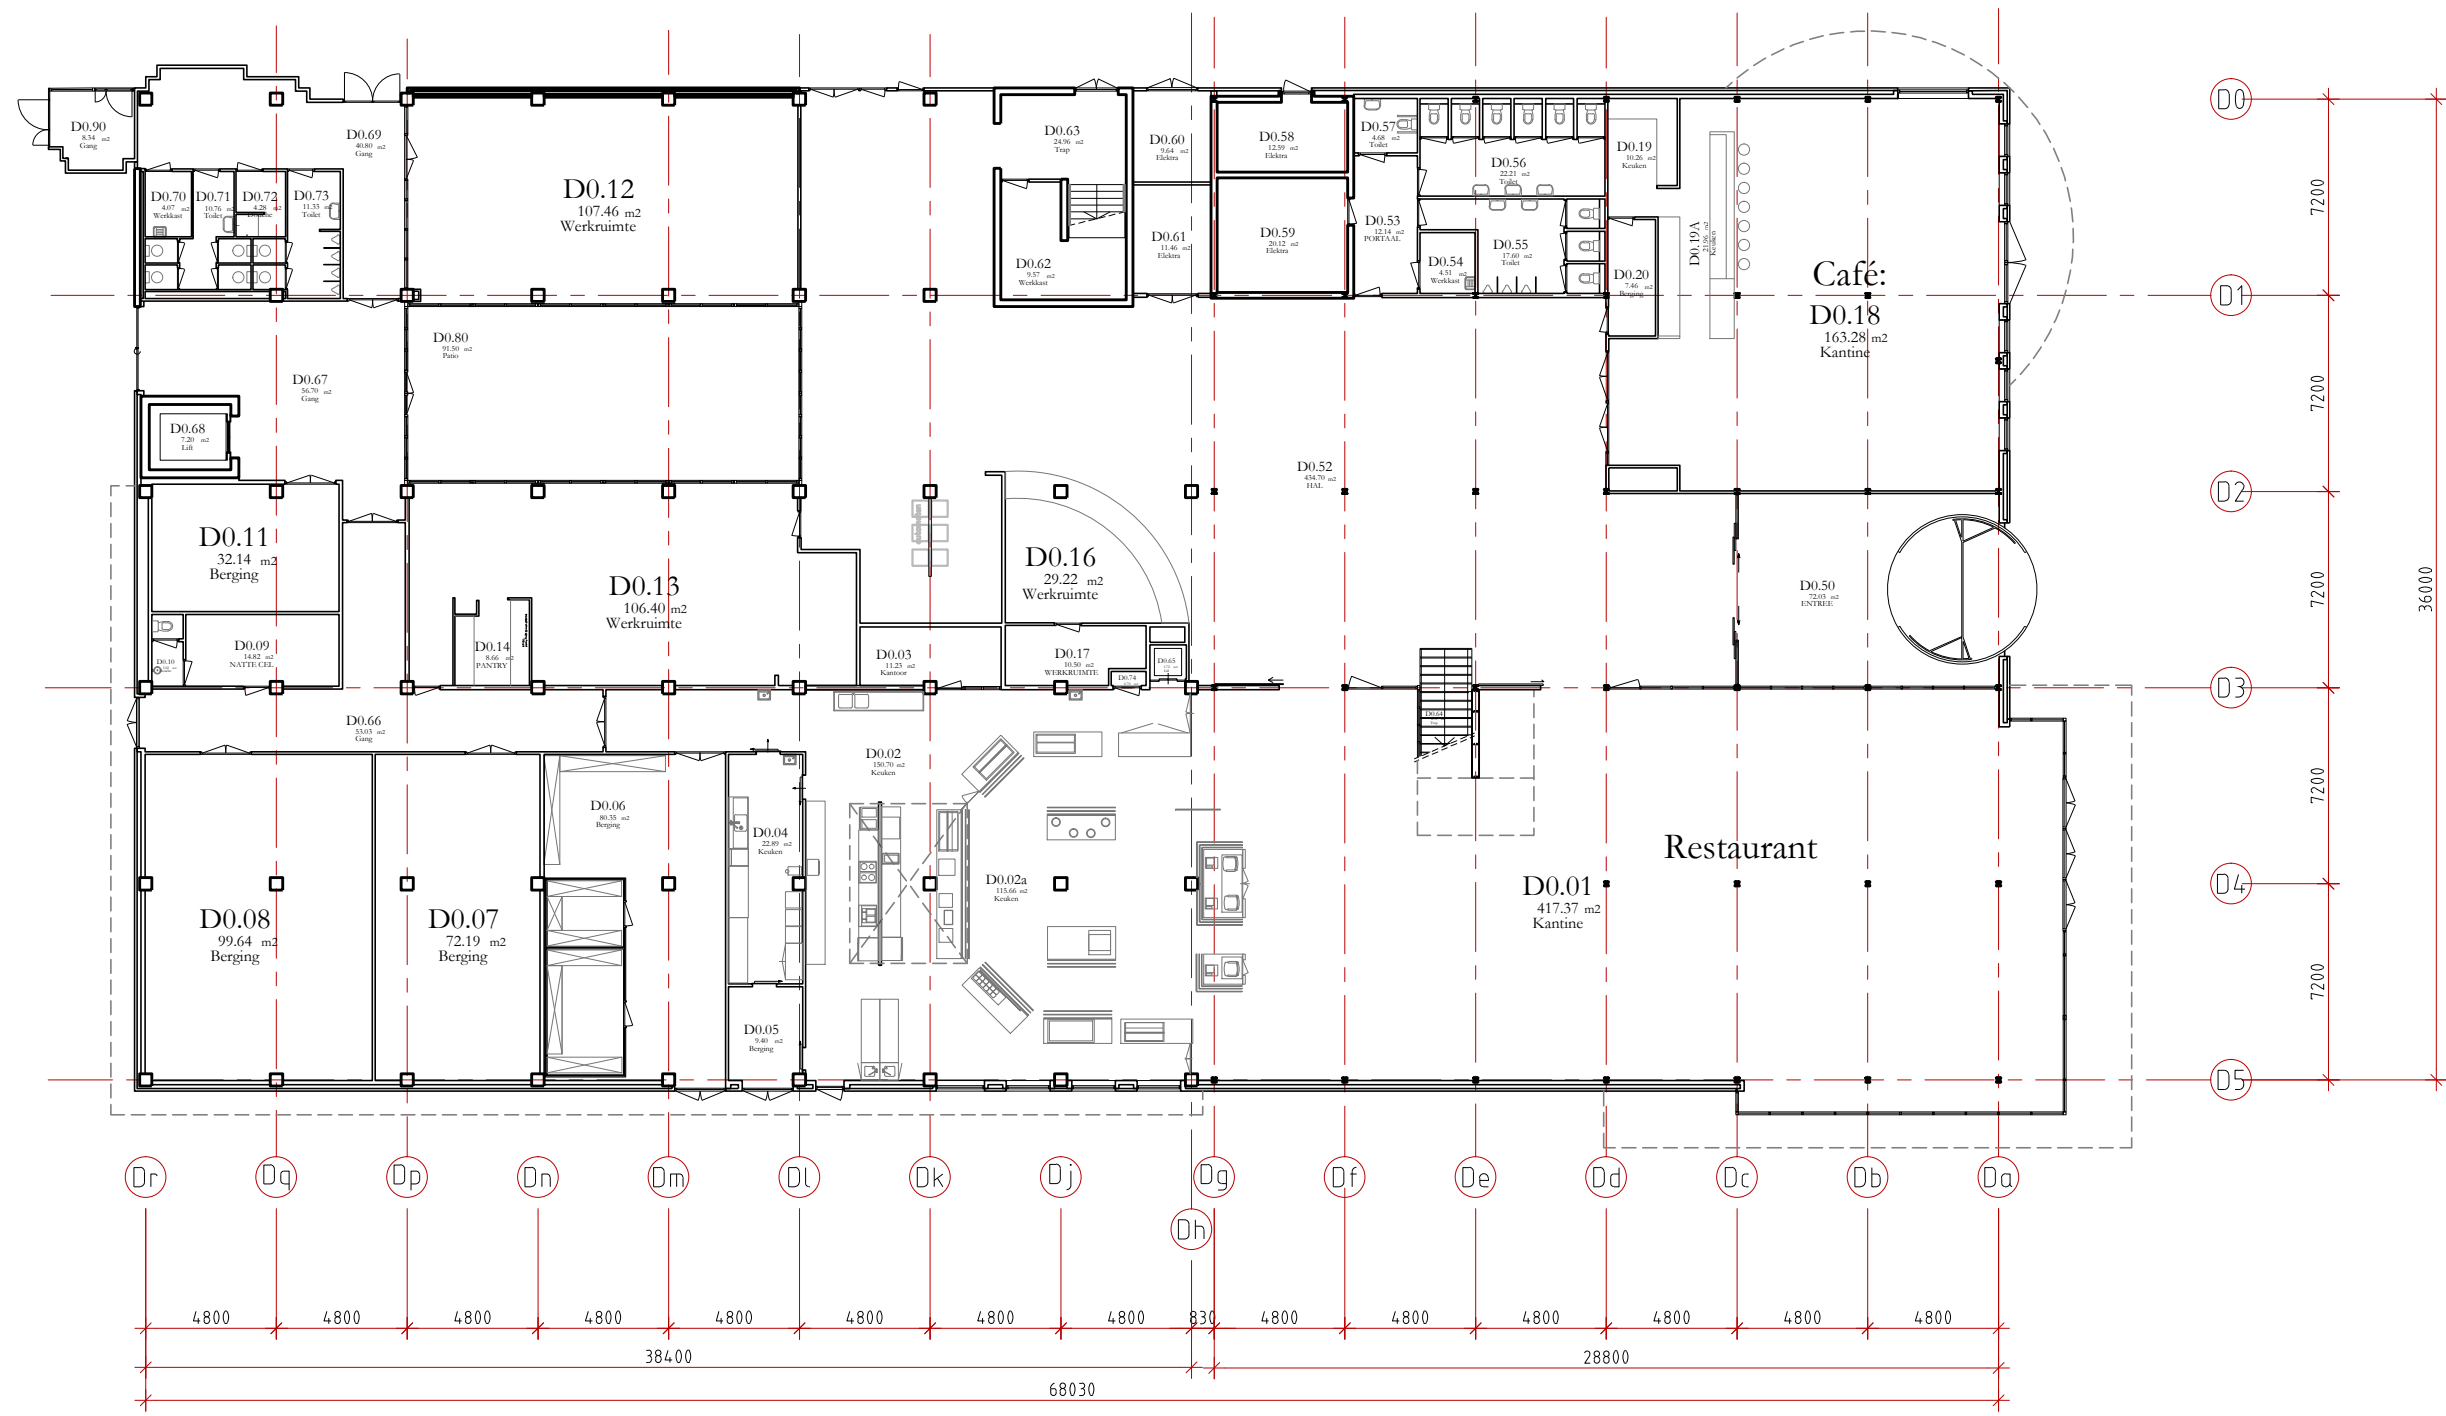 D0.90
8.34 m2
Gang
D0.69
40.80 m2
Gang
D0.70
4.07 m2
Werkkast
D0.71
10.76 m2
Toilet
D0.72
4.28 m2
D0.73
11.33 m2
Toilet
D0.12
107.46 m2
Werkruimte
D0.63
24.96 m2
Trap
D0.60
9.64 m2
Elektra
D0.58
12.59 m2
Elektra
D0.57
4.68 m2
Toilet
D0.56
22.21 m2
Toilet
D0.19
10.26 m2
Keuken
D0
D0.62
9.57 m2
Werkkast
D0.61
11.46 m2
Elektra
D0.59
20.12 m2
Elektra
D0.53
12.14 m2
PORTAAL
D0.54
4.51 m2
Werkkast
D0.55
17.60 m2
Toilet
D0.20
7.46 m2
Berging
D0.19A
m2
Keuken
Café:
D0.18
163.28 m2
Kantine
D1
D0.80
91.50 m2
Patio
D0.67
56.70 m2
Gang
D0.68
7.20 m2
Lift
D0.52
434.70 m2
HAL
D2
D0.11
32.14 m2
Berging
D0.13
106.40 m2
Werkruimte
D0.14
8.66 m2
PANTRY
D0.16
29.22 m2
Werkruimte
D0.50
72.03 m2
ENTREE
D0.09
14.82 m2
NATTE CEL
D0.10
D0.03
11.23 m2
Kantoor
D0.17
10.50 m2
WERKRUIMTE
D0.65
D0.74
D3
D0.66
53.03 m2
Gang
D0.64
D0.02
150.70 m2
Keuken
D0.06
80.35 m2
Berging
D0.04
22.89 m2
Keuken
D0.02a
115.66 m2
Keuken
Restaurant
D0.01
417.37 m2
Kantine
D4
D0.08
99.64 m2
Berging
D0.07
72.19 m2
Berging
D0.05
9.40 m2
Berging
D5
7200
7200
7200
7200
7200
36000
Dr
Dq
Dp
Dn
Dm
Dl
Dk
Dj
Dh
Dg
Df
De
Dd
Dc
Db
Da
4800
4800
4800
4800
4800
4800
4800
4800
830
4800
4800
4800
4800
4800
4800
38400
28800
68030